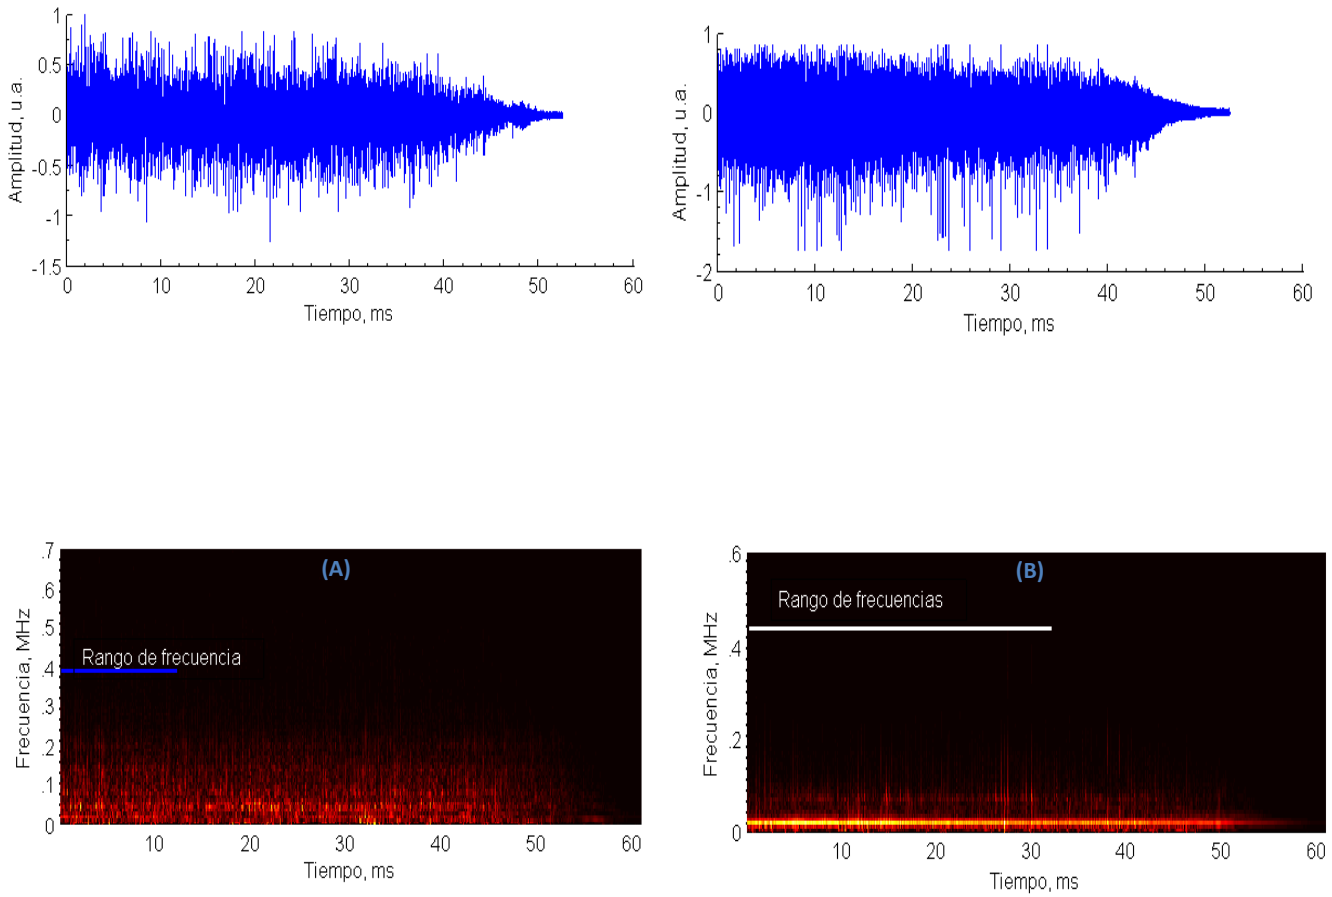 1
0.5
0
-0.5
-1
-1.5
Amplitud, u.a.
0 10 20 30 40 50 60
Tiempo, ms
1
0
-1
-2
Amplitud, u.a.
0 10 20 30 40 50 60
Tiempo, ms
.7
.6
.5
.4
.3
.2
.1
0
Frecuencia, MHz
(A)
Rango de frecuencia
10 20 30 40 50 60
Tiempo, ms
.6
.4
.2
0
Frecuencia, MHz
(B)
Rango de frecuencias
10 20 30 40 50 60
Tiempo, ms